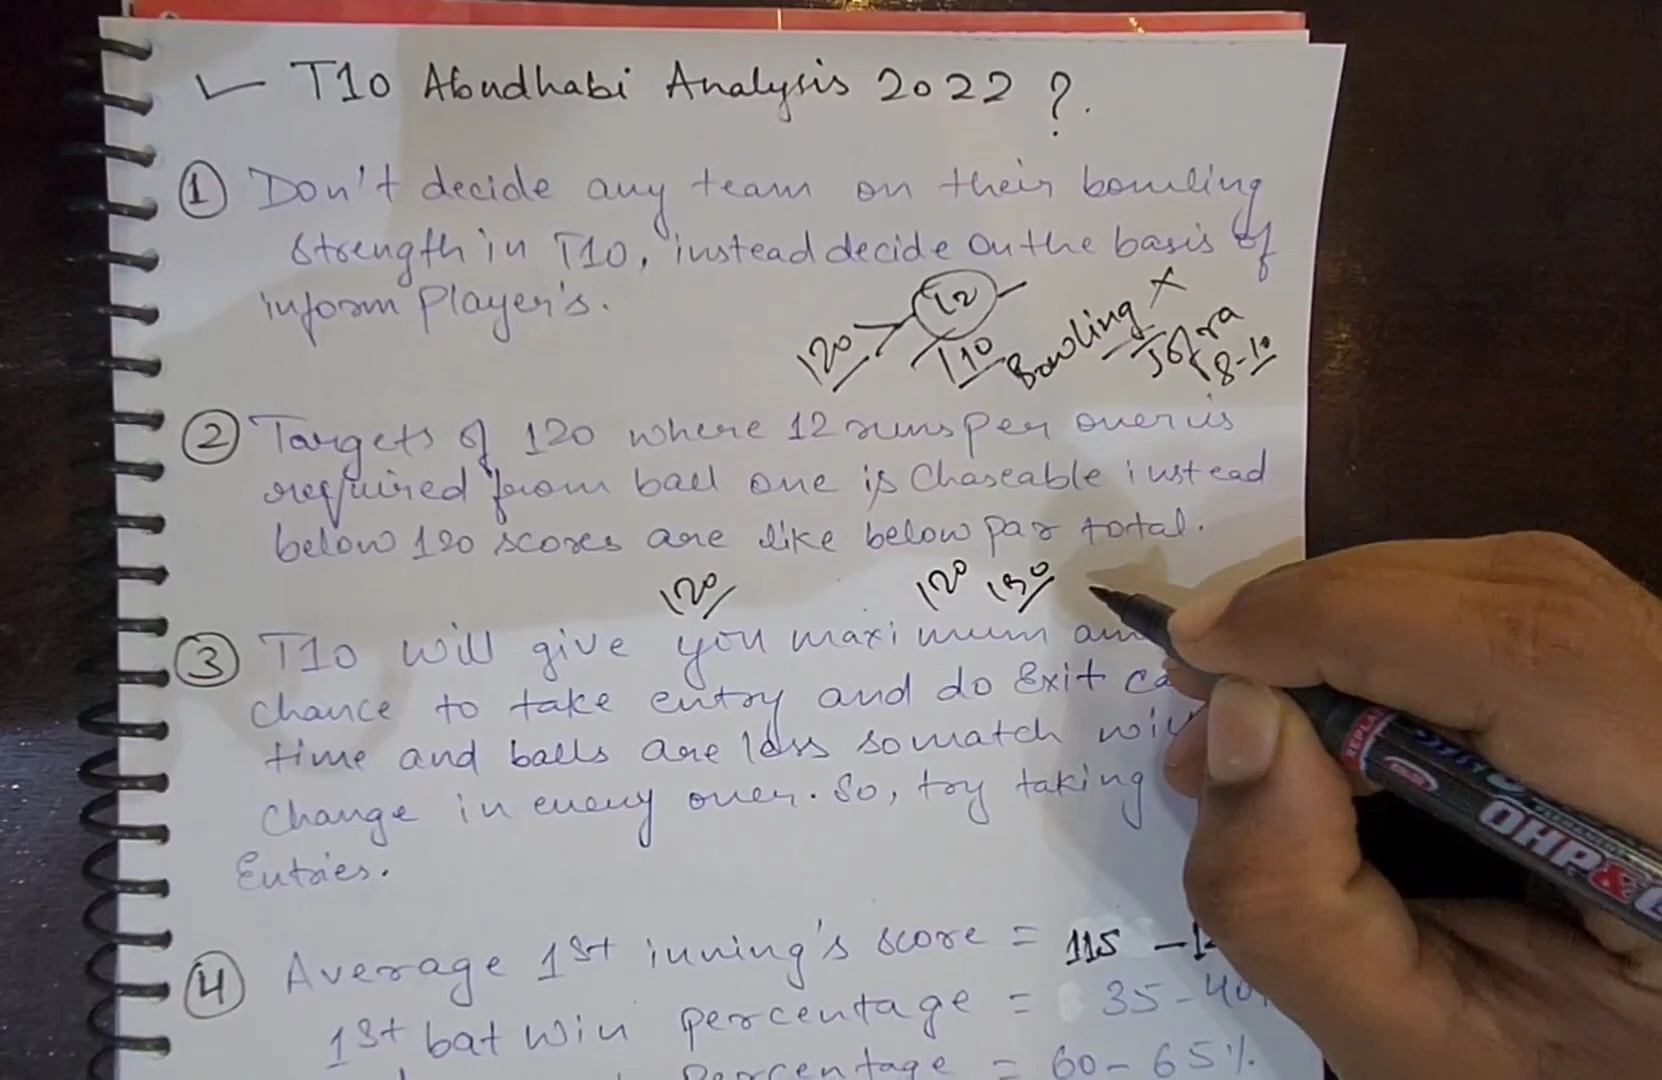 T10 Abudhabi Analysis 2022 ?
① Don't decide any team on their bowling
strength in T10, instead decide on the basis of
inform Player's.
12
120 T10 Bowling x Jofra
8-10
② Targets of 120 where 12 runs per over is
required from ball one is Chaseable instead
below 120 scores are like below par total.
120 120 130
③ T10 will give you maximum
chance to take entry and do Exit
time and balls are less so match
Change in every over. So, try taking
Entries.
④ Average 1st inning's score = 115 -
1st bat win percentage = 35-40
percentage = 60-65%
OHP&